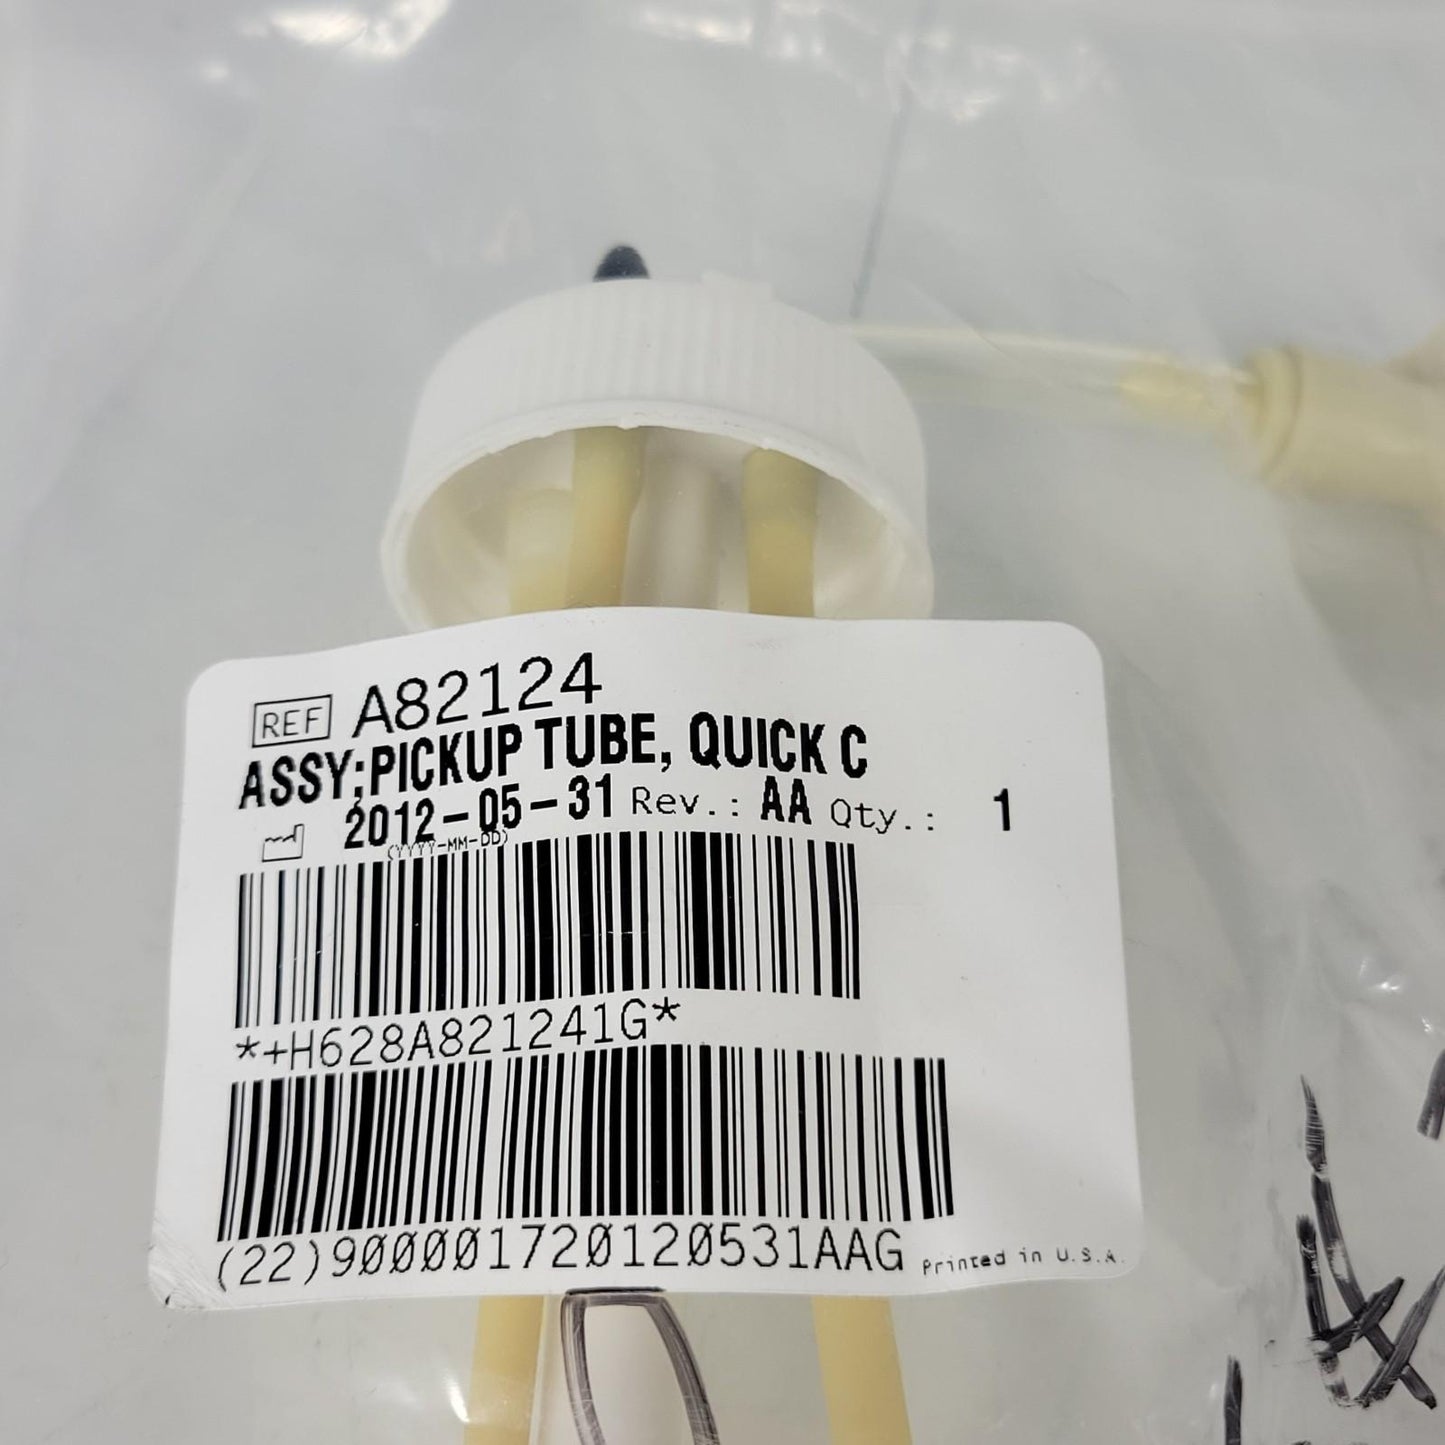 REF A82124
ASSY;PICKUP TUBE, QUICK C
2012-05-31 Rev.: AA Qty.: 1
(YYYY-MM-DD)
*+H628A821241G*
(22)900001720120531AAG Printed in U.S.A.